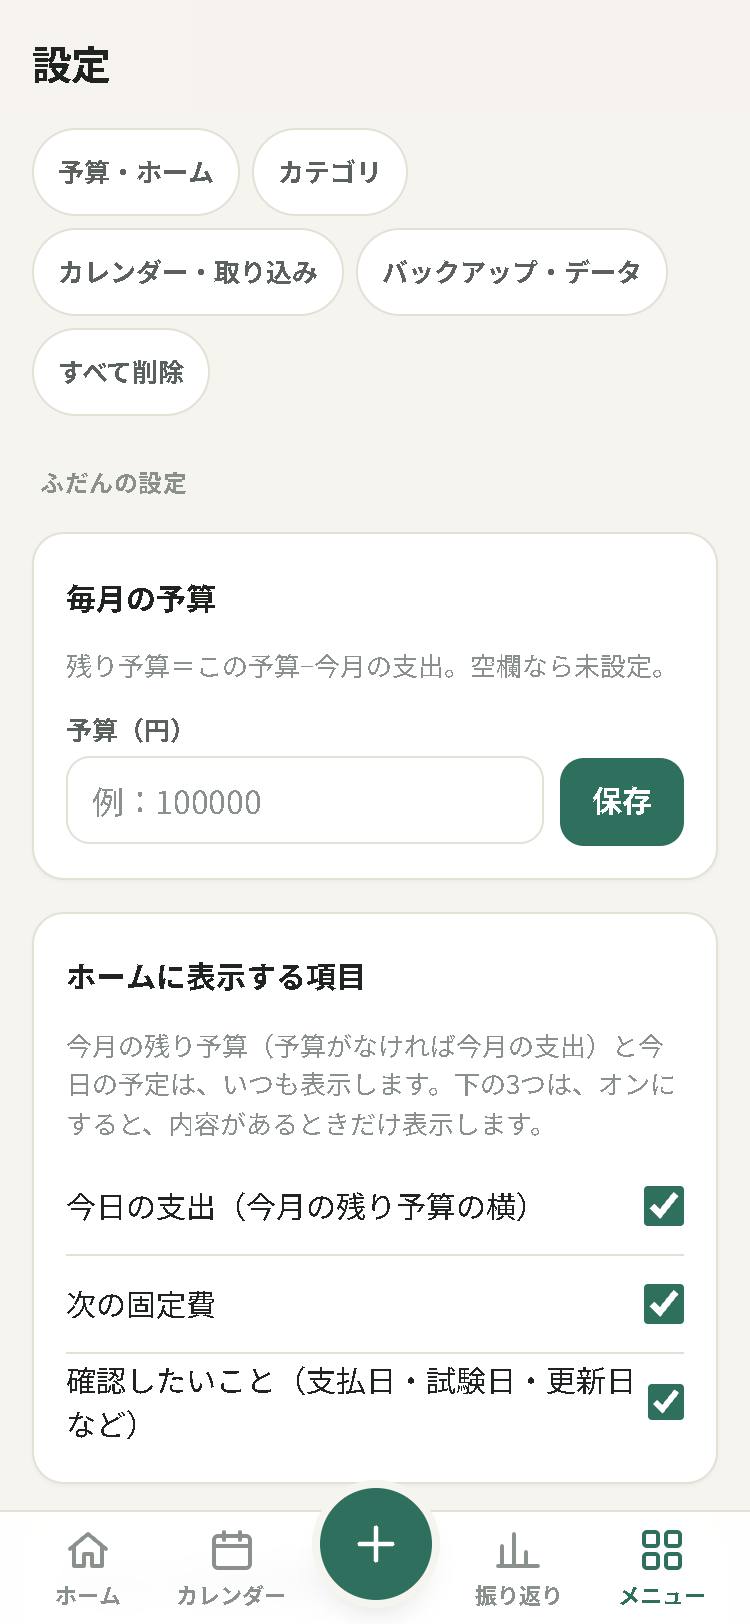 設定
予算・ホーム
カテゴリ
カレンダー・取り込み
バックアップ・データ
すべて削除
ふだんの設定
毎月の予算
残り予算＝この予算−今月の支出。空欄なら未設定。
予算（円）
例：100000
保存
ホームに表示する項目
今月の残り予算（予算がなければ今月の支出）と今
日の予定は、いつも表示します。下の3つは、オンに
すると、内容があるときだけ表示します。
今日の支出（今月の残り予算の横）
次の固定費
確認したいこと（支払日・試験日・更新日
など）
ホーム
カレンダー
振り返り
メニュー